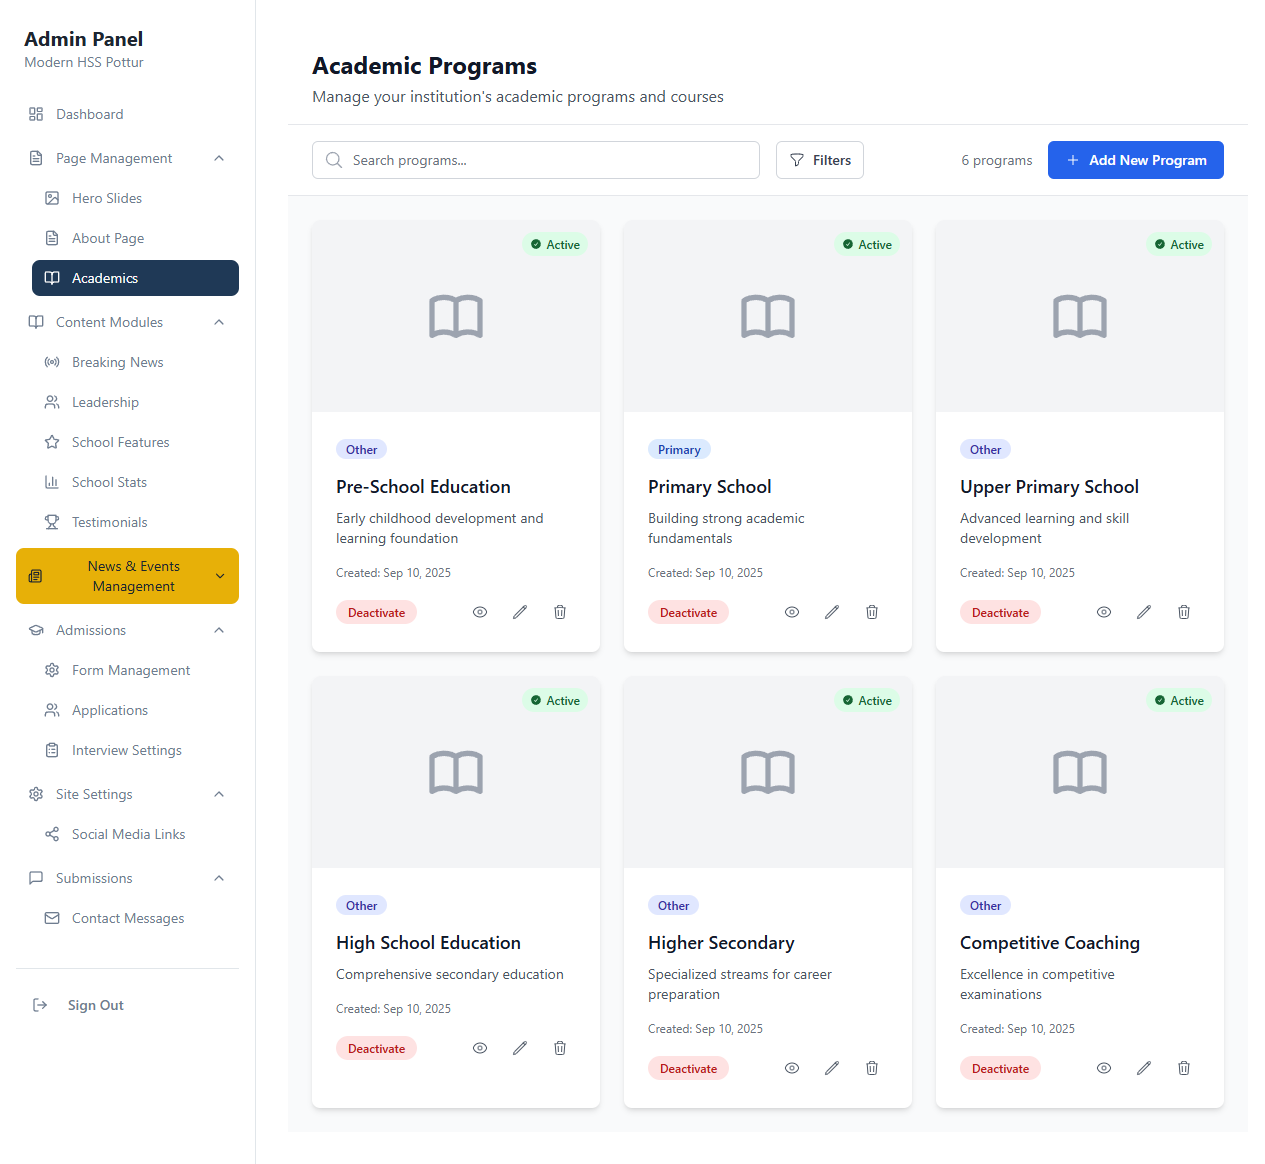 Admin Panel
Modern HSS Pottur
Dashboard
Page Management
Hero Slides
About Page
Academics
Content Modules
Breaking News
Leadership
School Features
School Stats
Testimonials
News & Events
Management
Admissions
Form Management
Applications
Interview Settings
Site Settings
Social Media Links
Submissions
Contact Messages
Sign Out
Academic Programs
Manage your institution's academic programs and courses
Search programs...
Filters
6 programs
Add New Program
Active
Other
Pre-School Education
Early childhood development and
learning foundation
Created: Sep 10, 2025
Deactivate
Active
Primary
Primary School
Building strong academic
fundamentals
Created: Sep 10, 2025
Deactivate
Active
Other
Upper Primary School
Advanced learning and skill
development
Created: Sep 10, 2025
Deactivate
Active
Other
High School Education
Comprehensive secondary education
Created: Sep 10, 2025
Deactivate
Active
Other
Higher Secondary
Specialized streams for career
preparation
Created: Sep 10, 2025
Deactivate
Active
Other
Competitive Coaching
Excellence in competitive
examinations
Created: Sep 10, 2025
Deactivate